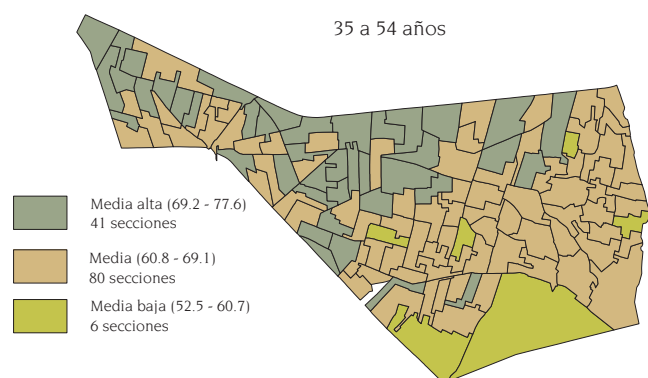 35 a 54 años
Media alta (69.2 - 77.6)
41 secciones
Media (60.8 - 69.1)
80 secciones
Media baja (52.5 - 60.7)
6 secciones